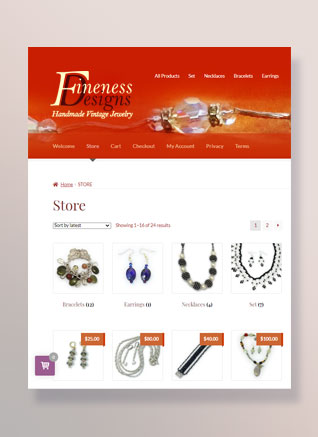 All Products Set Necklaces Bracelets Earrings
Fineness
Designs
Handmade Vintage Jewelry
Welcome Store Cart Checkout My Account Privacy Terms
Home › STORE
Store
Sort by latest Showing 1–16 of 24 results 1 2
Bracelets (12) Earrings (1) Necklaces (4) Set (7)
$25.00 $80.00 $40.00 $100.00